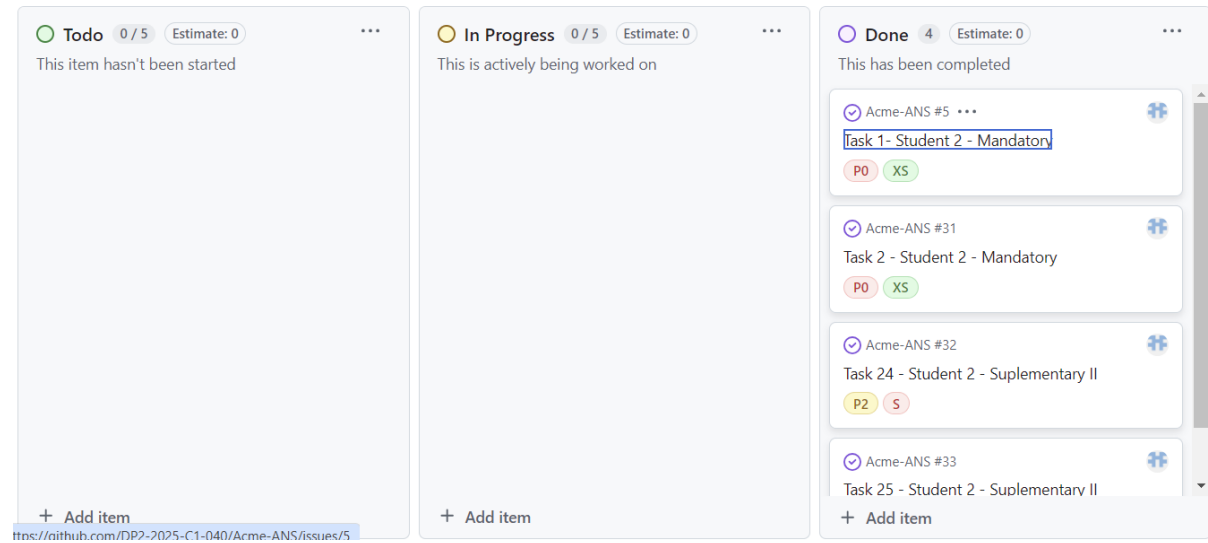 Todo 0 / 5 Estimate: 0
This item hasn't been started
+ Add item
In Progress 0 / 5 Estimate: 0
This is actively being worked on
+ Add item
Done 4 Estimate: 0
This has been completed
Acme-ANS #5
Task 1- Student 2 - Mandatory
P0 XS
Acme-ANS #31
Task 2 - Student 2 - Mandatory
P0 XS
Acme-ANS #32
Task 24 - Student 2 - Suplementary II
P2 S
Acme-ANS #33
Task 25 - Student 2 - Suplementary II
+ Add item
ttps://github.com/DP2-2025-C1-040/Acme-ANS/issues/5